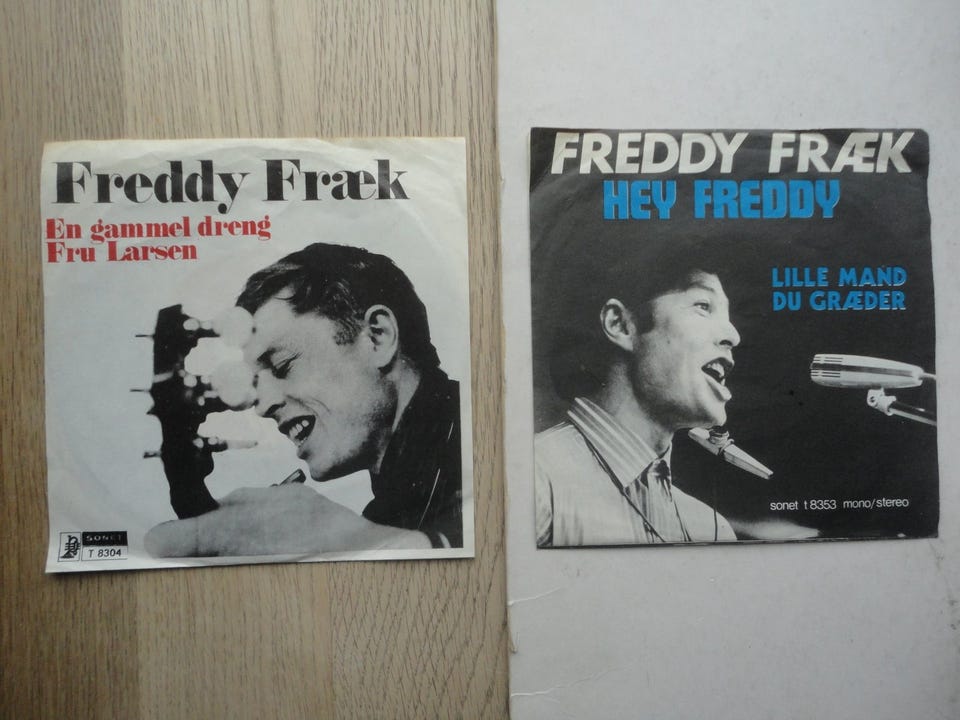 Freddy Fræk
En gammel dreng
Fru Larsen
SONET
T 8304
FREDDY FRÆK
HEY FREDDY
LILLE MAND
DU GRÆDER
sonet t 8353 mono/stereo